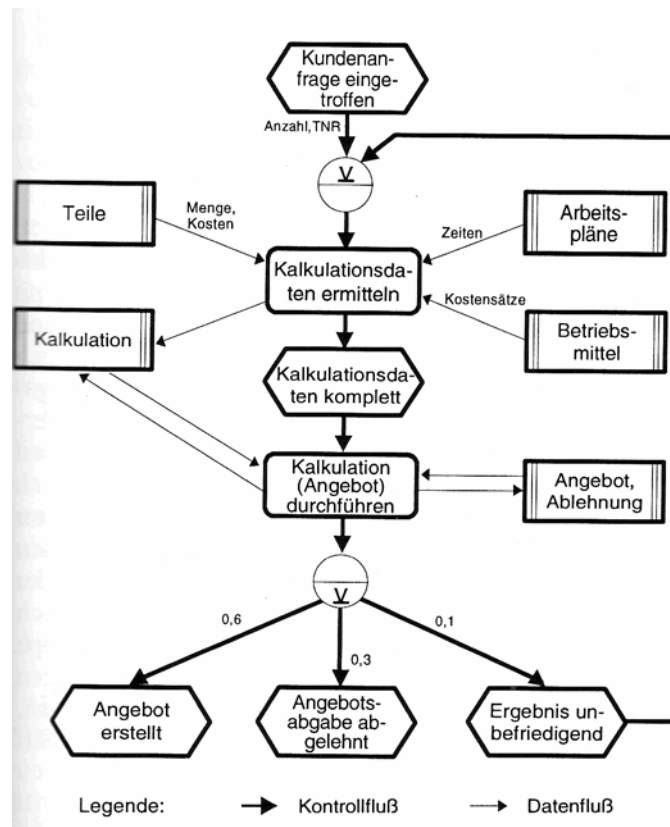 Kundenan-
frage einge-
troffen
Anzahl,TNR
V
Teile
Menge,
Kosten
Arbeits-
pläne
Zeiten
Kalkulationsda-
ten ermitteln
Kostensätze
Kalkulation
Betriebs-
mittel
Kalkulationsda-
ten komplett
Kalkulation
(Angebot)
durchführen
Angebot,
Ablehnung
V
0,6
0,1
0,3
Angebot
erstellt
Angebots-
abgabe ab-
gelehnt
Ergebnis un-
befriedigend
Legende:
Kontrollfluß
Datenfluß